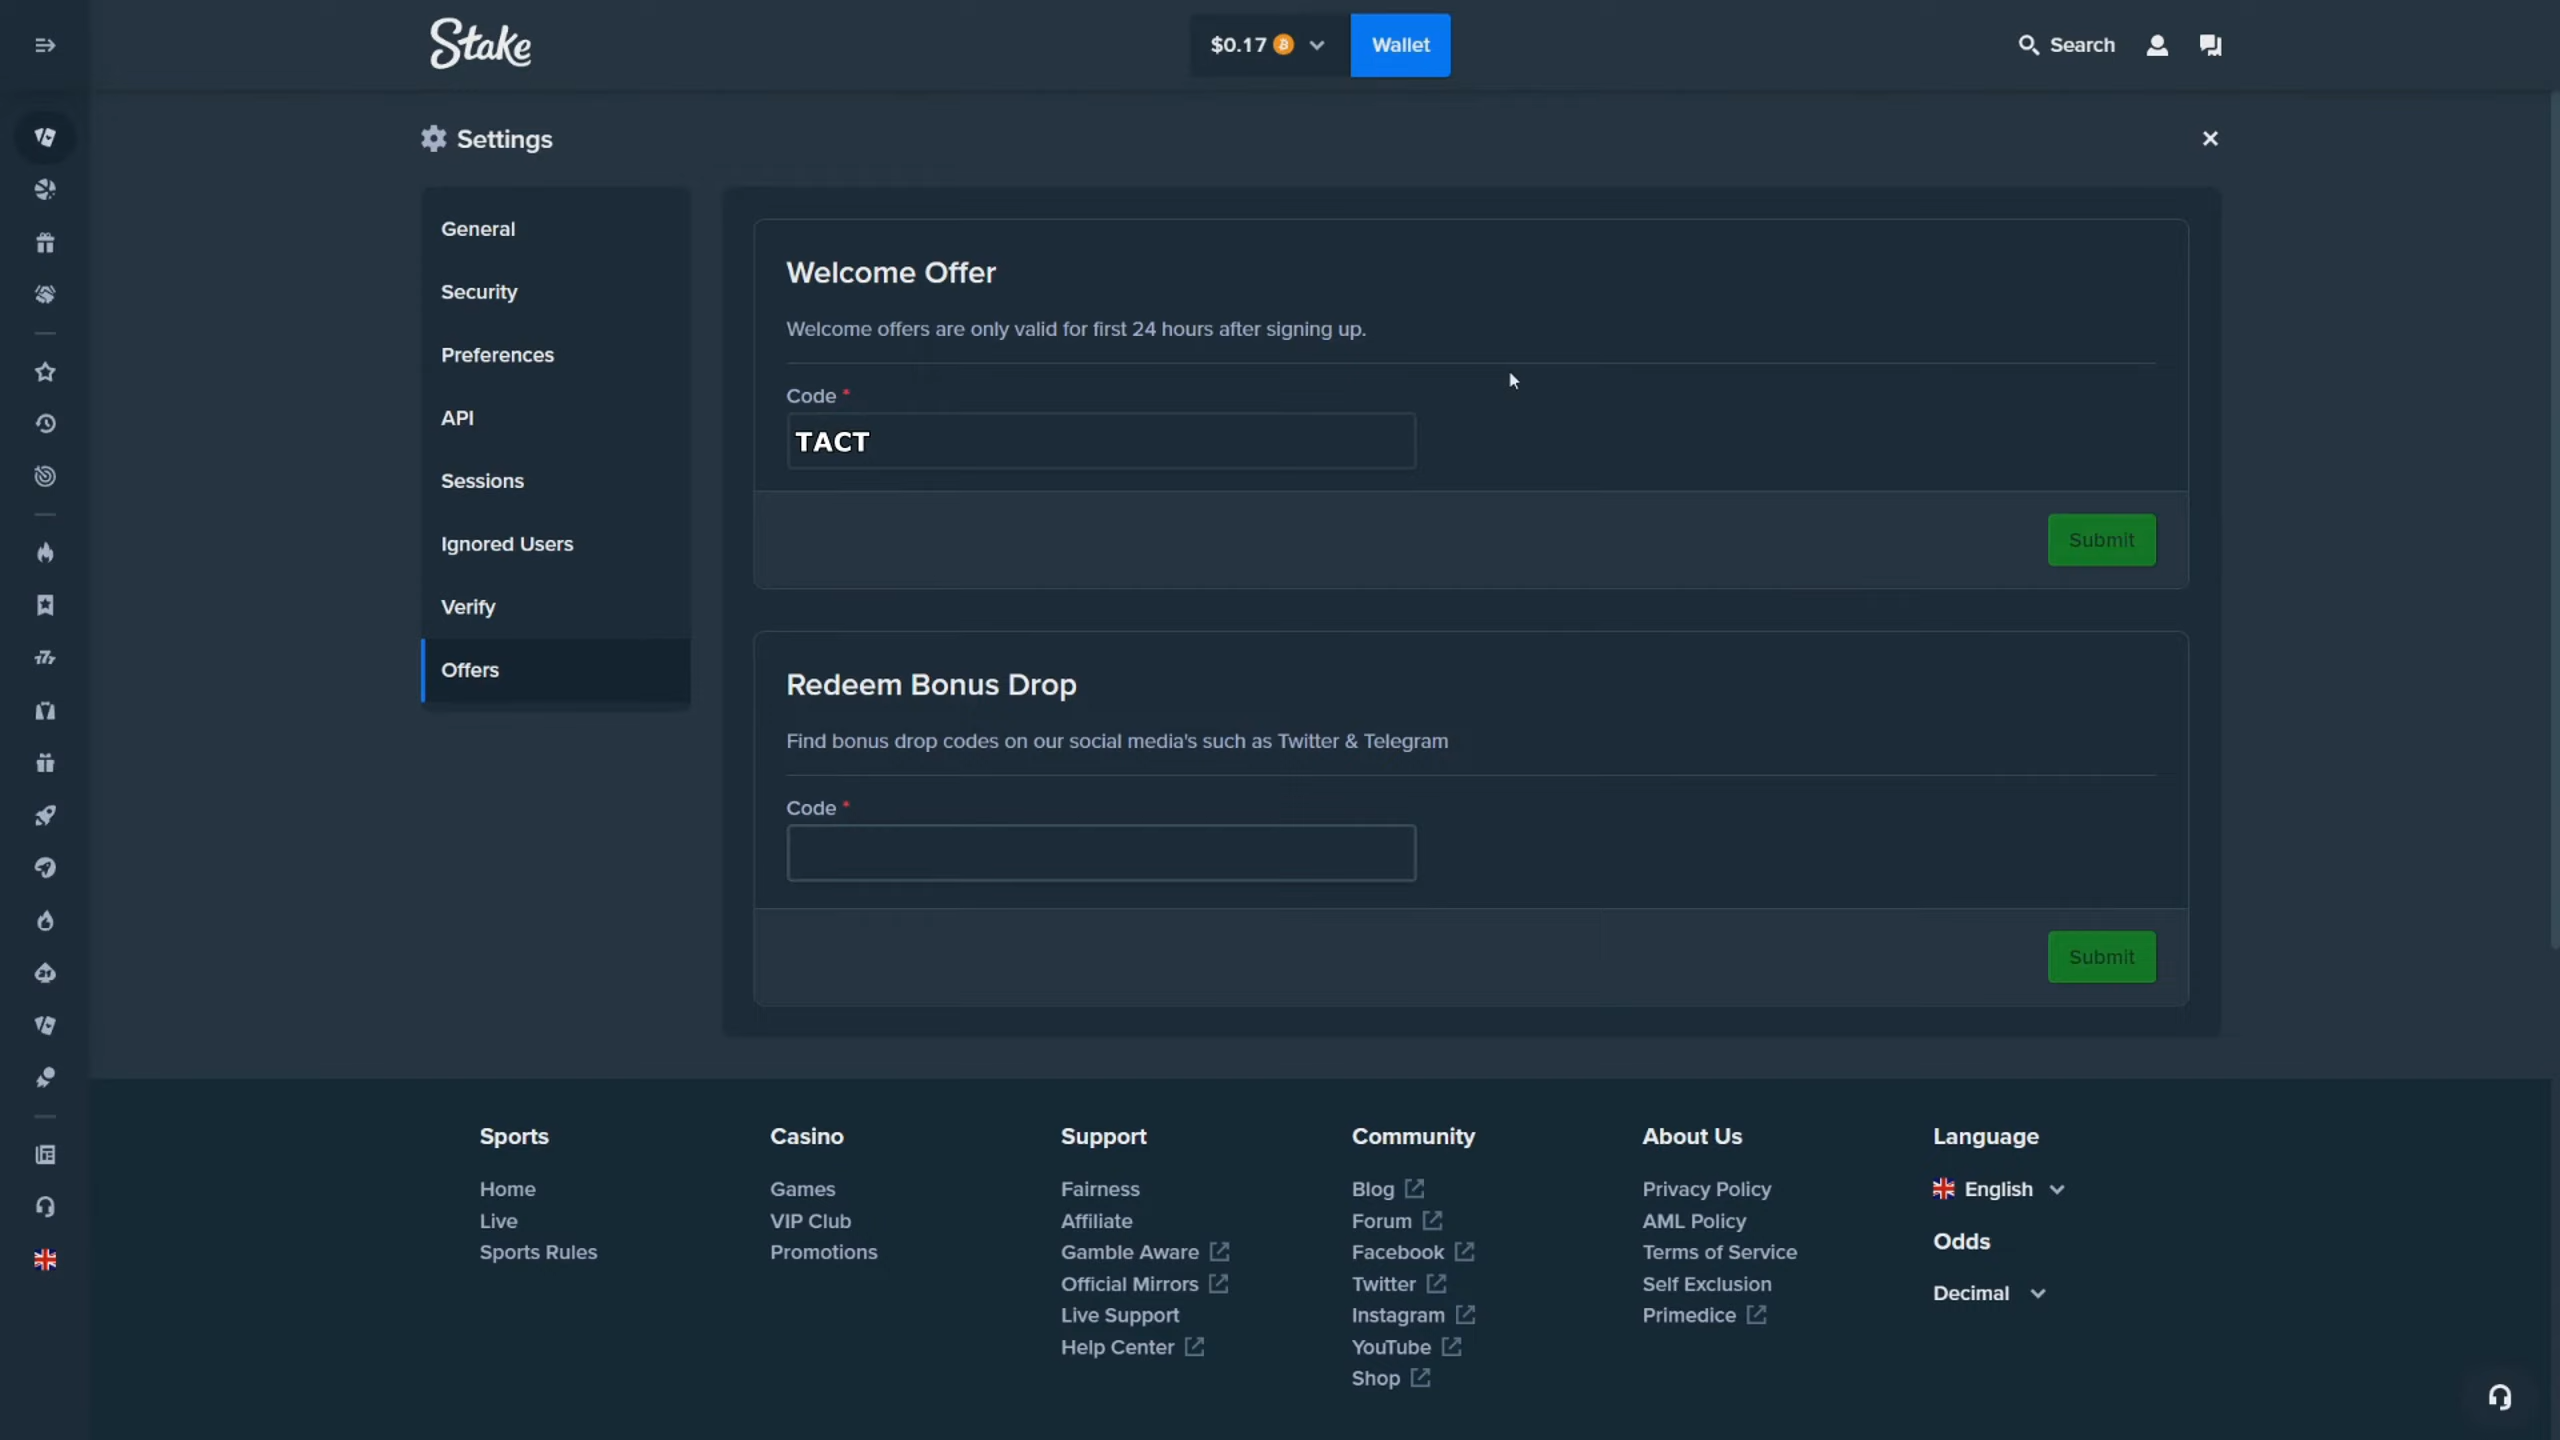 Stake
$0.17
Wallet
Search
Settings
General
Security
Preferences
API
Sessions
Ignored Users
Verify
Offers
Welcome Offer
Welcome offers are only valid for first 24 hours after signing up.
Code *
TACT
Submit
Redeem Bonus Drop
Find bonus drop codes on our social media's such as Twitter & Telegram
Code *
Submit
Sports
Home
Live
Sports Rules
Casino
Games
VIP Club
Promotions
Support
Fairness
Affiliate
Gamble Aware
Official Mirrors
Live Support
Help Center
Community
Blog
Forum
Facebook
Twitter
Instagram
YouTube
Shop
About Us
Privacy Policy
AML Policy
Terms of Service
Self Exclusion
Primedice
Language
English
Odds
Decimal